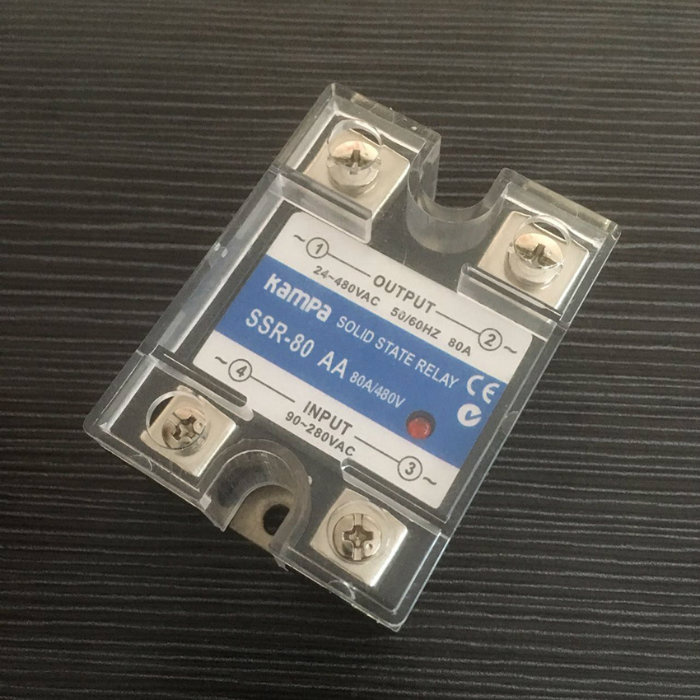 ~ 1 OUTPUT 2 ~
24~480VAC 50/60HZ 80A
KAMPA SOLID STATE RELAY CE
SSR-80 AA 80A/480V
~ 4 INPUT 3 ~
90~280VAC